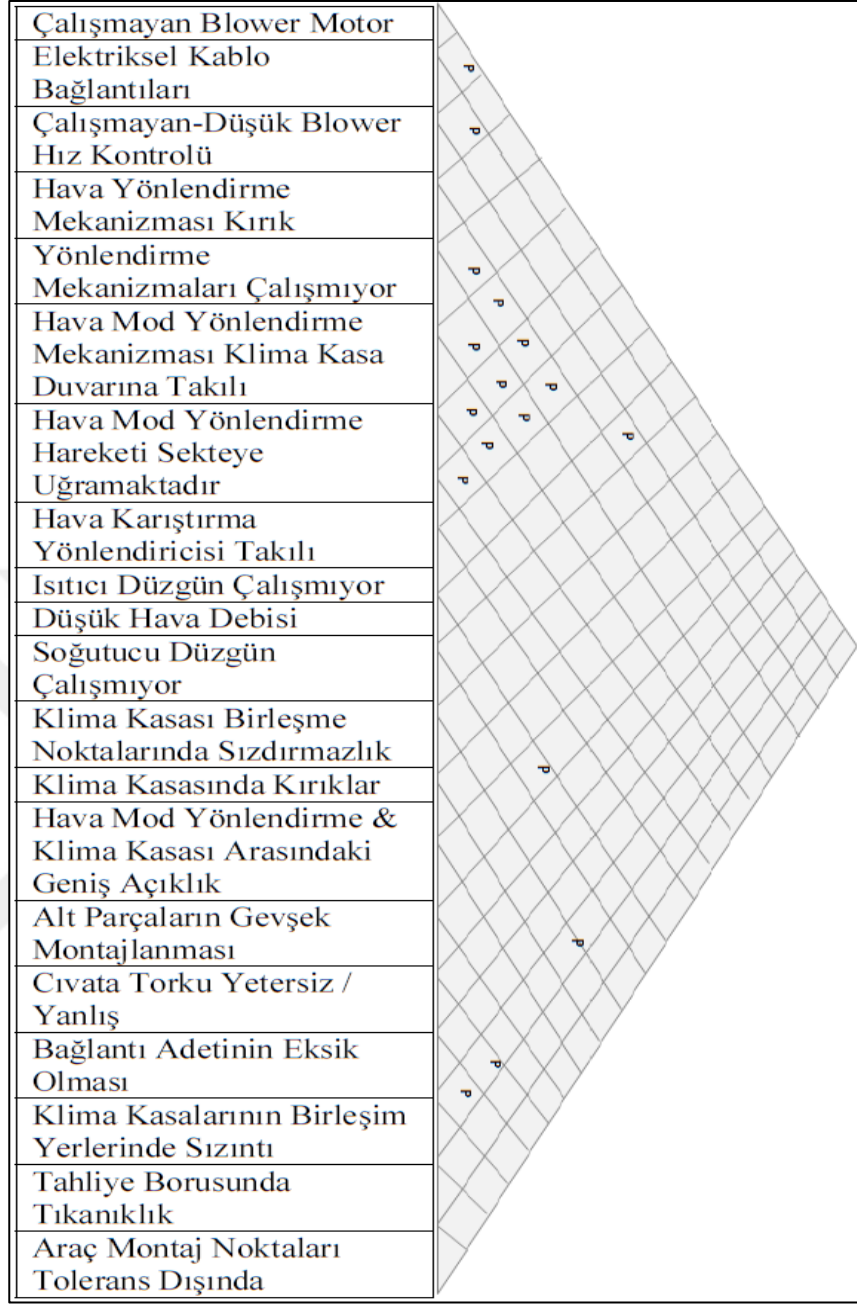 Çalışmayan Blower Motor
Elektriksel Kablo
Bağlantıları
P
Çalışmayan-Düşük Blower
Hız Kontrolü
P
Hava Yönlendirme
Mekanizması Kırık
Yönlendirme
Mekanizmaları Çalışmıyor
P
P
Hava Mod Yönlendirme
Mekanizması Klima Kasa
Duvarına Takılı
P
P
P
P
Hava Mod Yönlendirme
Hareketi Sekteye
Uğramaktadır
P
P
P
P
P
Hava Karıştırma
Yönlendiricisi Takılı
Isıtıcı Düzgün Çalışmıyor
Düşük Hava Debisi
Soğutucu Düzgün
Çalışmıyor
Klima Kasası Birleşme
Noktalarında Sızdırmazlık
Klima Kasasında Kırıklar
P
Hava Mod Yönlendirme &
Klima Kasası Arasındaki
Geniş Açıklık
Alt Parçaların Gevşek
Montajlanması
P
Cıvata Torku Yetersiz /
Yanlış
Bağlantı Adetinin Eksik
Olması
P
P
Klima Kasalarının Birleşim
Yerlerinde Sızıntı
Tahliye Borusunda
Tıkanıklık
Araç Montaj Noktaları
Tolerans Dışında